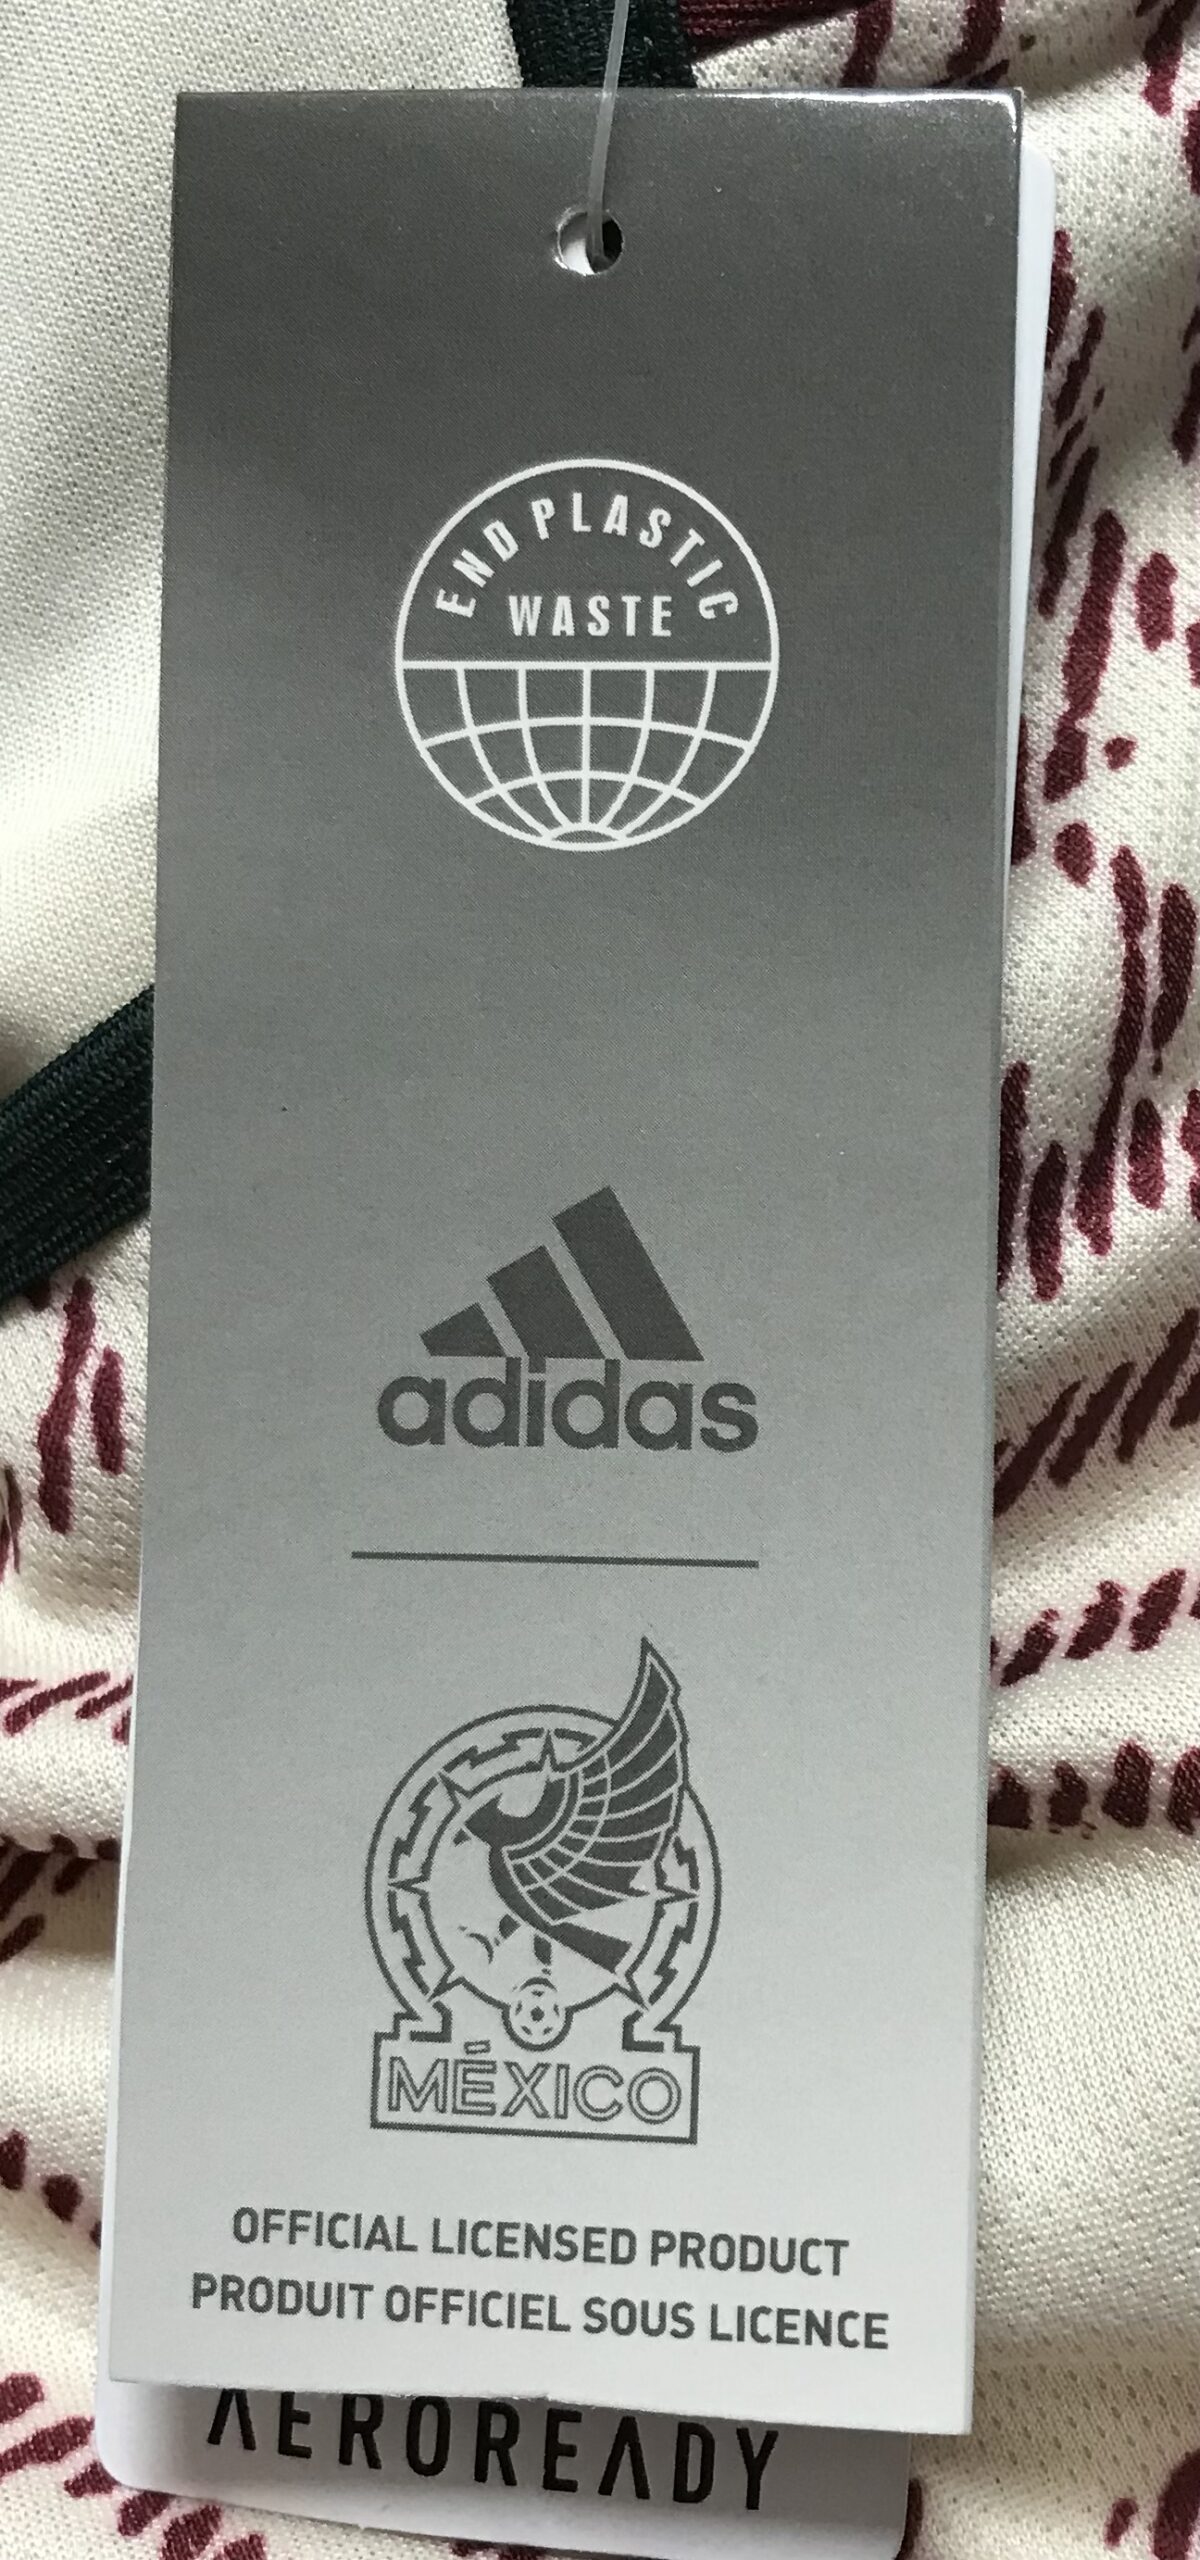 END PLASTIC
WASTE
adidas
MÉXICO
OFFICIAL LICENSED PRODUCT
PRODUIT OFFICIEL SOUS LICENCE
AEROREADY